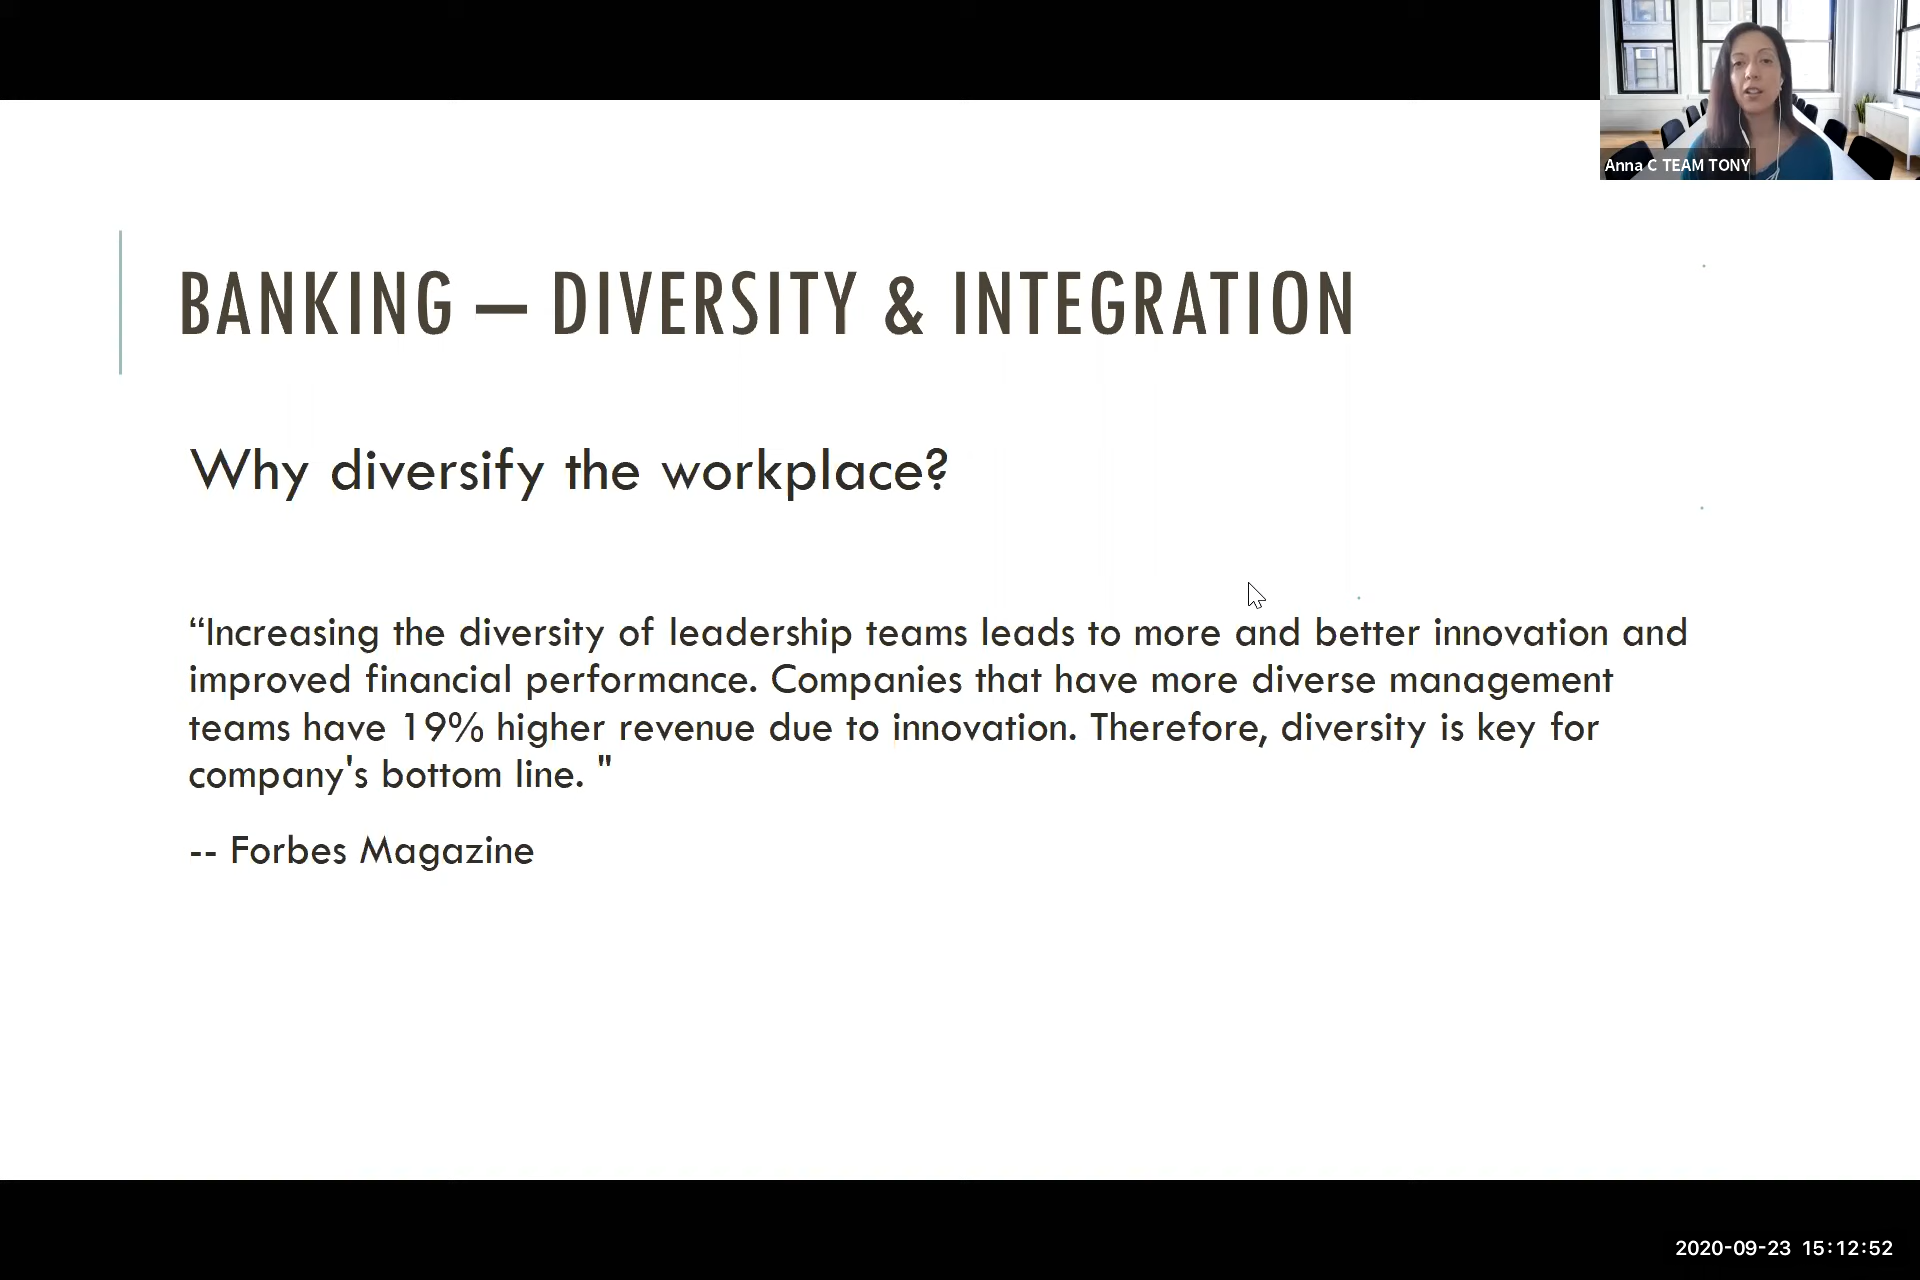 Anna C TEAM TONY
BANKING – DIVERSITY & INTEGRATION
Why diversify the workplace?
“Increasing the diversity of leadership teams leads to more and better innovation and
improved financial performance. Companies that have more diverse management
teams have 19% higher revenue due to innovation. Therefore, diversity is key for
company's bottom line. "
-- Forbes Magazine
2020-09-23 15:12:52